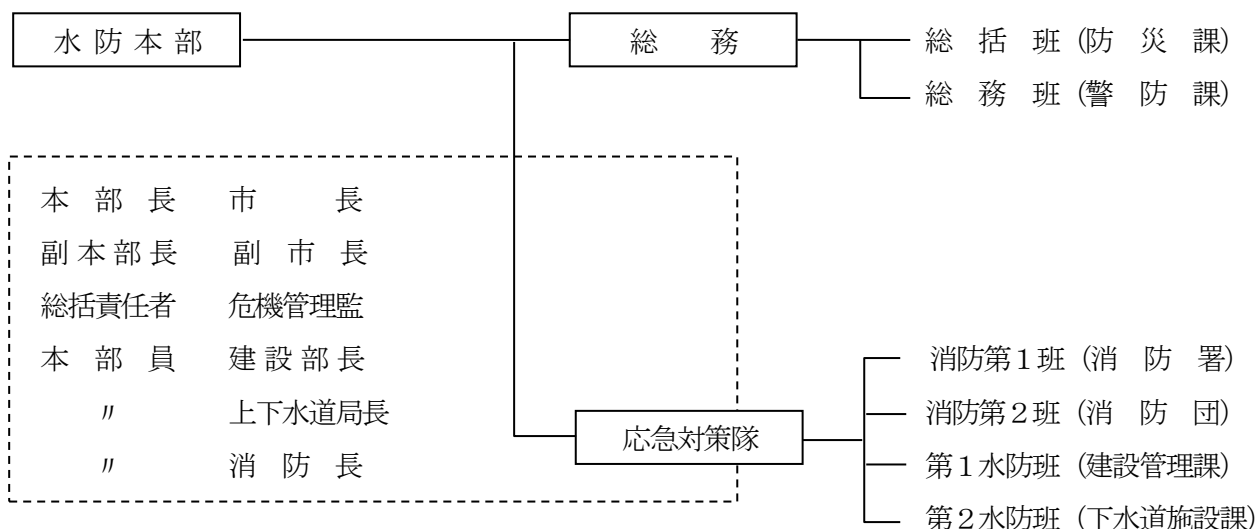 水防本部
総務
総括班（防災課）
総務班（警防課）
本部長 市長
副本部長 副市長
総括責任者 危機管理監
本部員 建設部長
〃 上下水道局長
〃 消防長
応急対策隊
消防第１班（消防署）
消防第２班（消防団）
第１水防班（建設管理課）
第２水防班（下水道施設課）